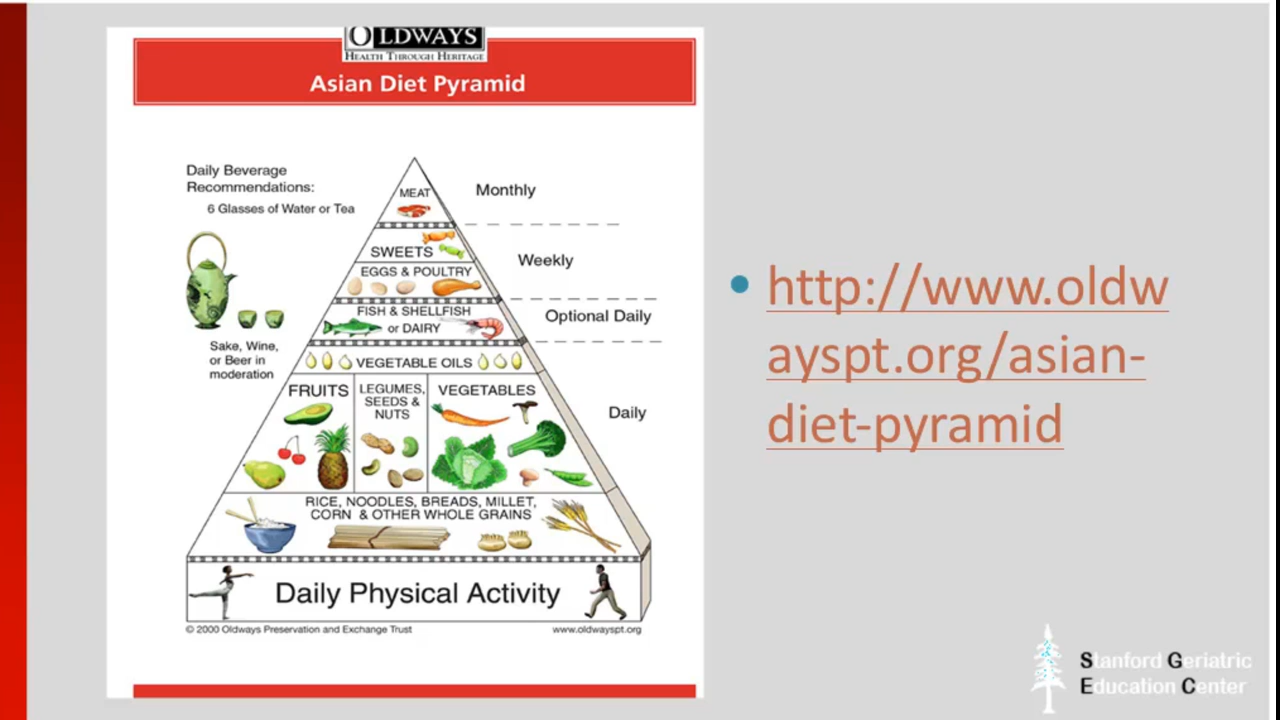 OLDWAYS
HEALTH THROUGH HERITAGE
Asian Diet Pyramid
Daily Beverage
Recommendations:
6 Glasses of Water or Tea
Sake, Wine,
or Beer in
moderation
MEAT
Monthly
SWEETS
EGGS & POULTRY
Weekly
FISH & SHELLFISH
or DAIRY
Optional Daily
VEGETABLE OILS
FRUITS
LEGUMES,
SEEDS &
NUTS
VEGETABLES
Daily
RICE, NOODLES, BREADS, MILLET,
CORN & OTHER WHOLE GRAINS
Daily Physical Activity
© 2000 Oldways Preservation and Exchange Trust
www.oldwayspt.org
• http://www.oldw
ayspt.org/asian-
diet-pyramid
Stanford Geriatric
Education Center